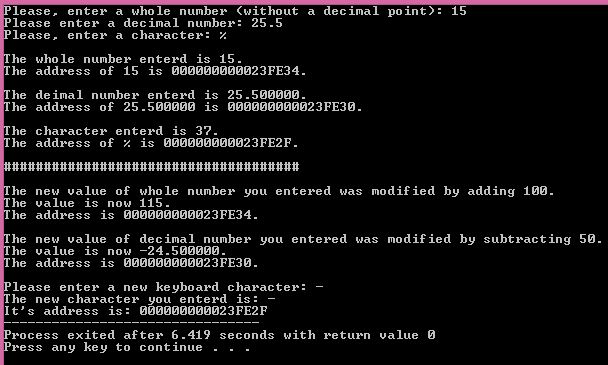 Please, enter a whole number (without a decimal point): 15
Please enter a decimal number: 25.5
Please, enter a character: %
The whole number enterd is 15.
The address of 15 is 000000000023FE34.
The deimal number enterd is 25.500000.
The address of 25.500000 is 000000000023FE30.
The character enterd is 37.
The address of % is 000000000023FE2F.
#####################################
The new value of whole number you entered was modified by adding 100.
The value is now 115.
The address is 000000000023FE34.
The new value of decimal number you entered was modified by subtracting 50.
The value is now -24.500000.
The address is 000000000023FE30.
Please enter a new keyboard character: -
The new character you enterd is: -
It's address is: 000000000023FE2F
--------------------------------
Process exited after 6.419 seconds with return value 0
Press any key to continue . . .